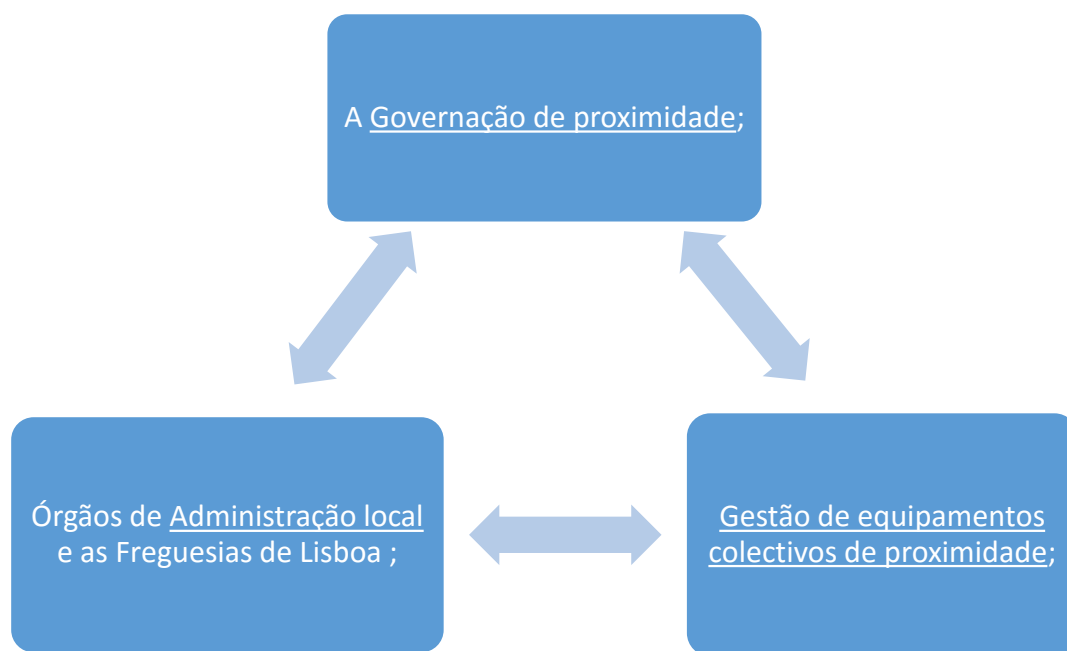 A Governação de proximidade;
Órgãos de Administração local
e as Freguesias de Lisboa ;
Gestão de equipamentos
colectivos de proximidade;